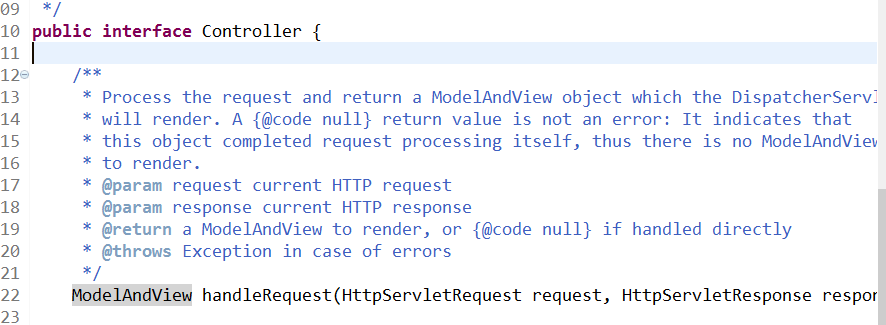 09 */
10 public interface Controller {
11
12 /**
13 * Process the request and return a ModelAndView object which the
14 * will render. A {@code null} return value is not an error: It indicates that
15 * this object completed request processing itself, thus there is no ModelAndView
16 * to render.
17 * @param request current HTTP request
18 * @param response current HTTP response
19 * @return a ModelAndView to render, or {@code null} if handled directly
20 * @throws Exception in case of errors
21 */
22 ModelAndView handleRequest(HttpServletRequest request, HttpServletResponse
23